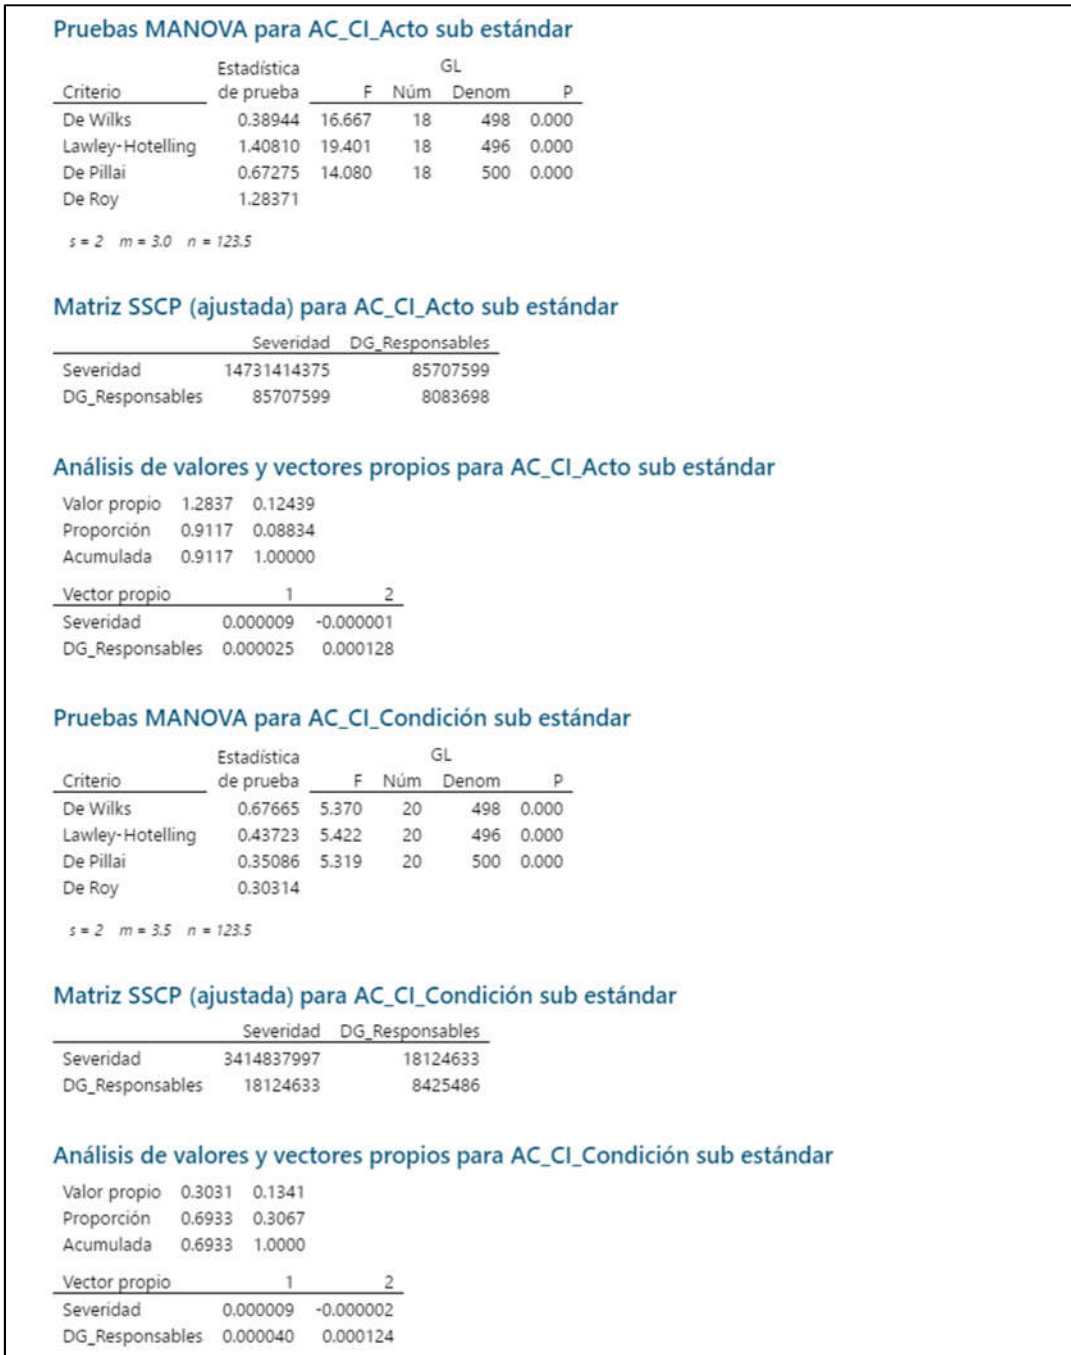 Pruebas MANOVA para AC_CI_Acto sub estándar
Estadística GL
Criterio de prueba F Núm Denom P
De Wilks 0.38944 16.667 18 498 0.000
Lawley-Hotelling 1.40810 19.401 18 496 0.000
De Pillai 0.67275 14.080 18 500 0.000
De Roy 1.28371
s = 2 m = 3.0 n = 123.5
Matriz SSCP (ajustada) para AC_CI_Acto sub estándar
Severidad DG_Responsables
Severidad 14731414375 85707599
DG_Responsables 85707599 8083698
Análisis de valores y vectores propios para AC_CI_Acto sub estándar
Valor propio 1.2837 0.12439
Proporción 0.9117 0.08834
Acumulada 0.9117 1.00000
Vector propio 1 2
Severidad 0.000009 -0.000001
DG_Responsables 0.000025 0.000128
Pruebas MANOVA para AC_CI_Condición sub estándar
Estadística GL
Criterio de prueba F Núm Denom P
De Wilks 0.67665 5.370 20 498 0.000
Lawley-Hotelling 0.43723 5.422 20 496 0.000
De Pillai 0.35086 5.319 20 500 0.000
De Roy 0.30314
s = 2 m = 3.5 n = 123.5
Matriz SSCP (ajustada) para AC_CI_Condición sub estándar
Severidad DG_Responsables
Severidad 3414837997 18124633
DG_Responsables 18124633 8425486
Análisis de valores y vectores propios para AC_CI_Condición sub estándar
Valor propio 0.3031 0.1341
Proporción 0.6933 0.3067
Acumulada 0.6933 1.0000
Vector propio 1 2
Severidad 0.000009 -0.000002
DG_Responsables 0.000040 0.000124